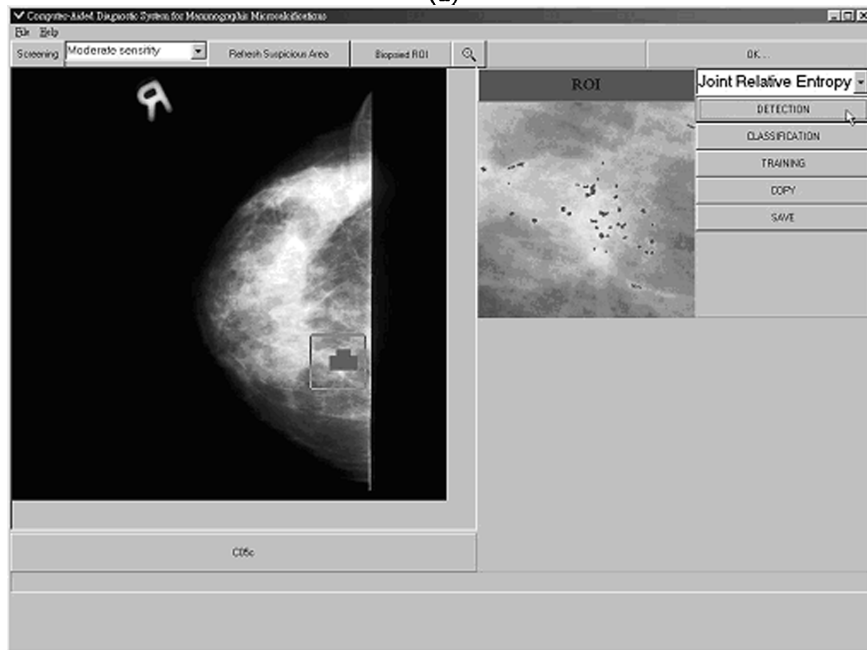 Computer-Aided Diagnostic System for Mammographic Microcalcifications
File Help
Screening Moderate sensitity Refresh Suspicious Area Biopsied ROI OK...
R
ROI
Joint Relative Entropy
DETECTION
CLASSIFICATION
TRAINING
COPY
SAVE
C05c